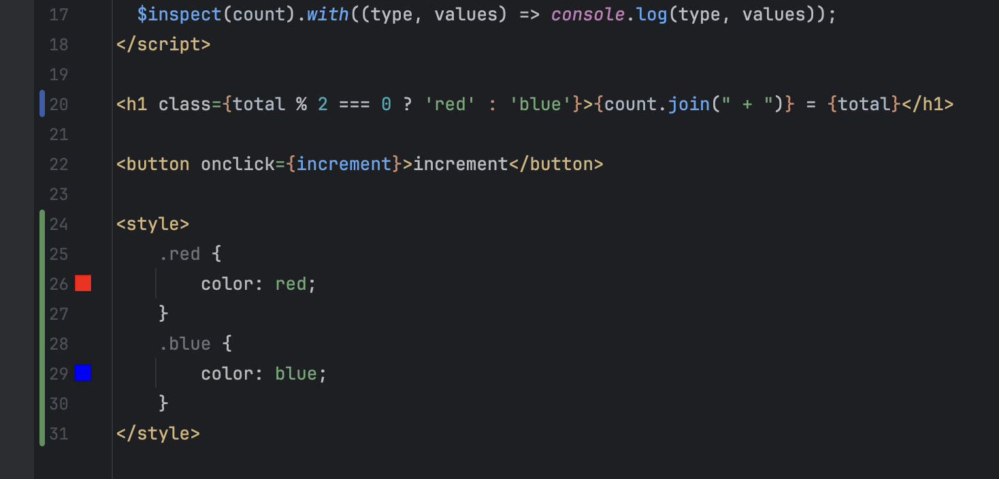 17 $inspect(count).with((type, values) => console.log(type, values));
18 </script>
19
20 <h1 class={total % 2 === 0 ? 'red' : 'blue'}>{count.join(" + ")} = {total}</h1>
21
22 <button onclick={increment}>increment</button>
23
24 <style>
25 .red {
26 color: red;
27 }
28 .blue {
29 color: blue;
30 }
31 </style>